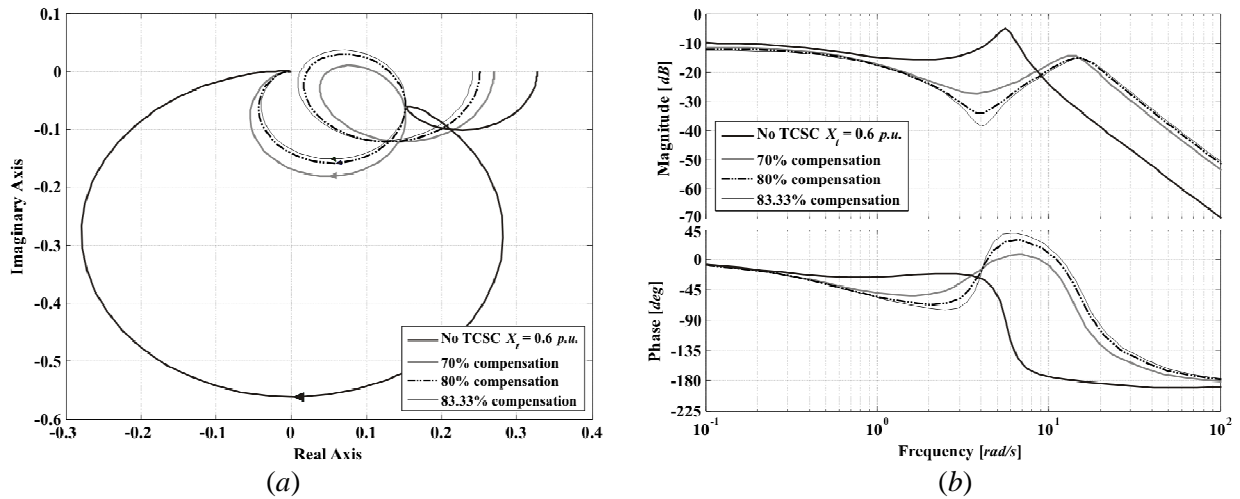 0.1
0
-0.1
-0.2
-0.3
-0.4
-0.5
-0.6
Imaginary Axis
-0.3
-0.2
-0.1
0
0.1
0.2
0.3
0.4
Real Axis
No TCSC Xt = 0.6 p.u.
70% compensation
80% compensation
83.33% compensation
(a)
0
-10
-20
-30
-40
-50
-60
-70
Magnitude [dB]
No TCSC Xt = 0.6 p.u.
70% compensation
80% compensation
83.33% compensation
45
0
-45
-90
-135
-180
-225
Phase [deg]
10^-1
10^0
10^1
10^2
Frequency [rad/s]
(b)